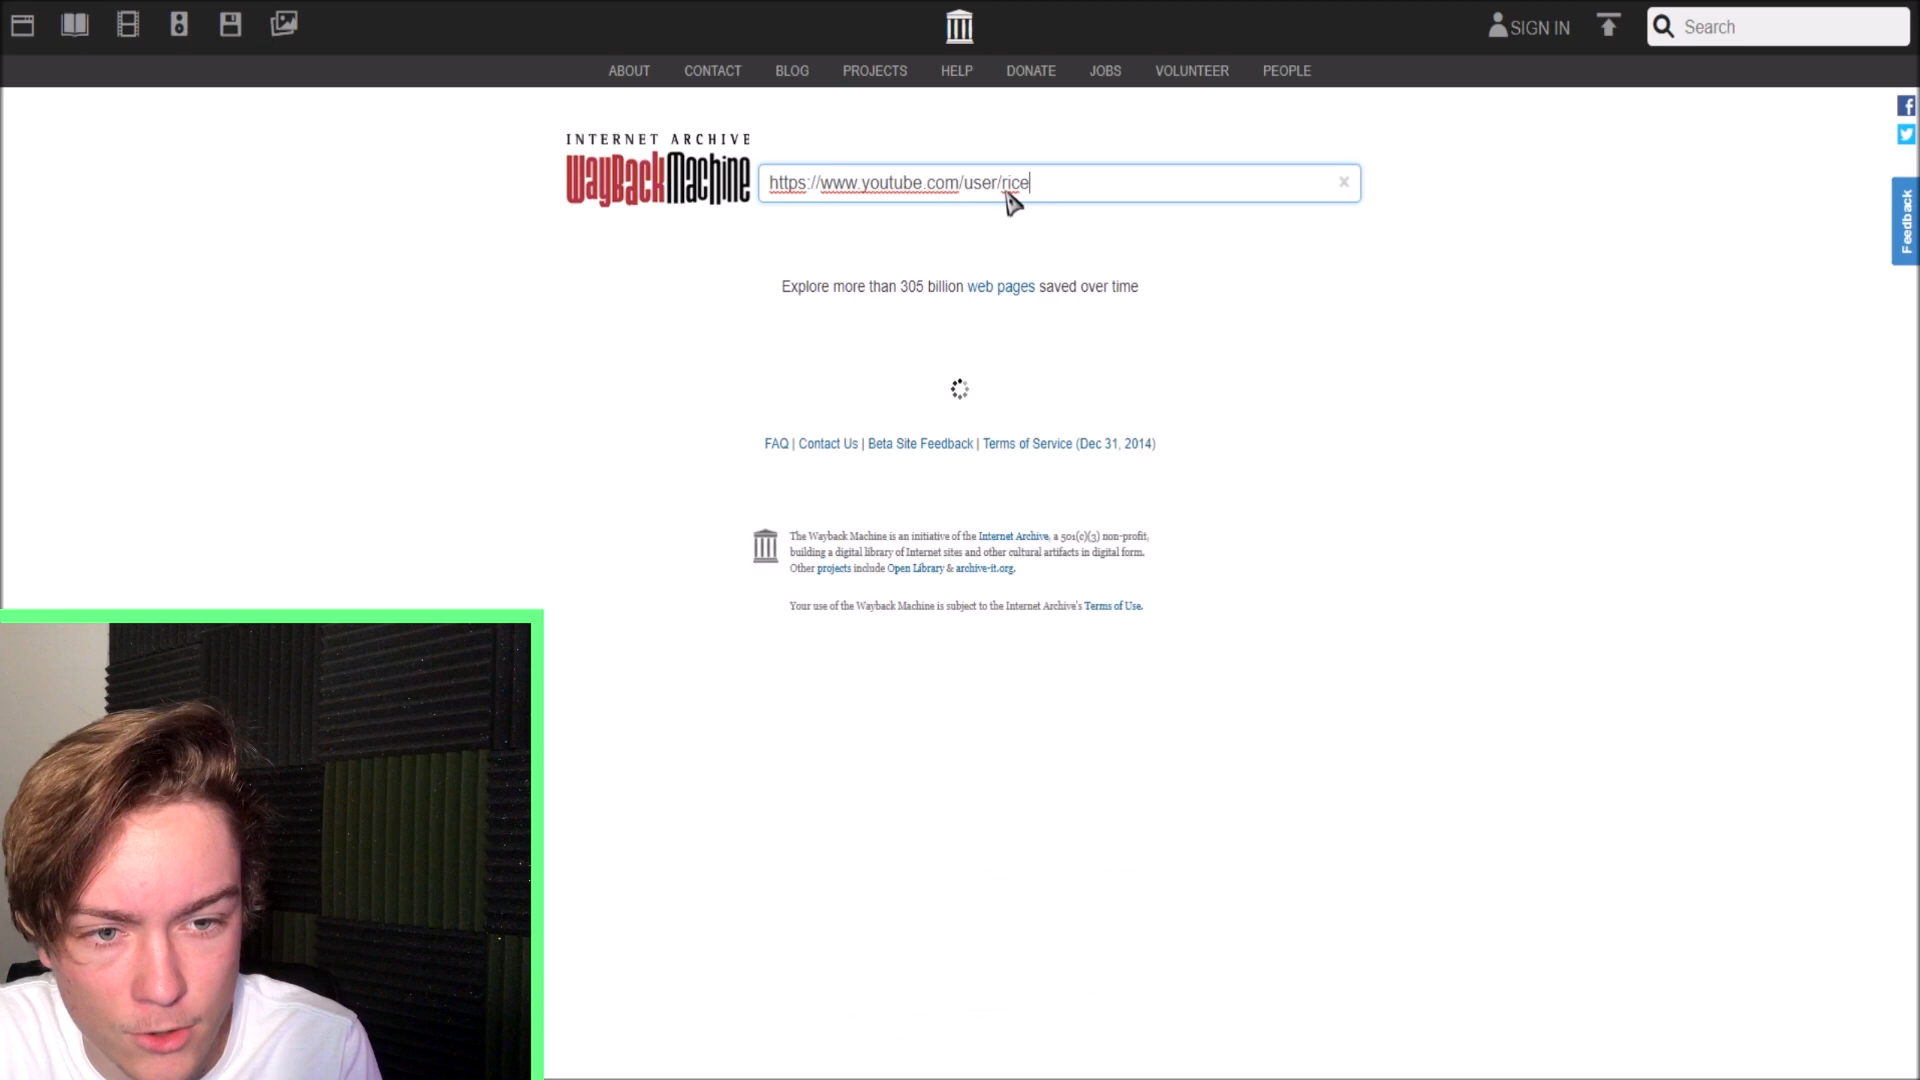 SIGN IN
Search
ABOUT CONTACT BLOG PROJECTS HELP DONATE JOBS VOLUNTEER PEOPLE
INTERNET ARCHIVE
WayBackMachine
https://www.youtube.com/user/rice
×
Feedback
Explore more than 305 billion web pages saved over time
FAQ | Contact Us | Beta Site Feedback | Terms of Service (Dec 31, 2014)
The Wayback Machine is an initiative of the Internet Archive, a 501(c)(3) non-profit,
building a digital library of Internet sites and other cultural artifacts in digital form.
Other projects include Open Library & archive-it.org.
Your use of the Wayback Machine is subject to the Internet Archive's Terms of Use.